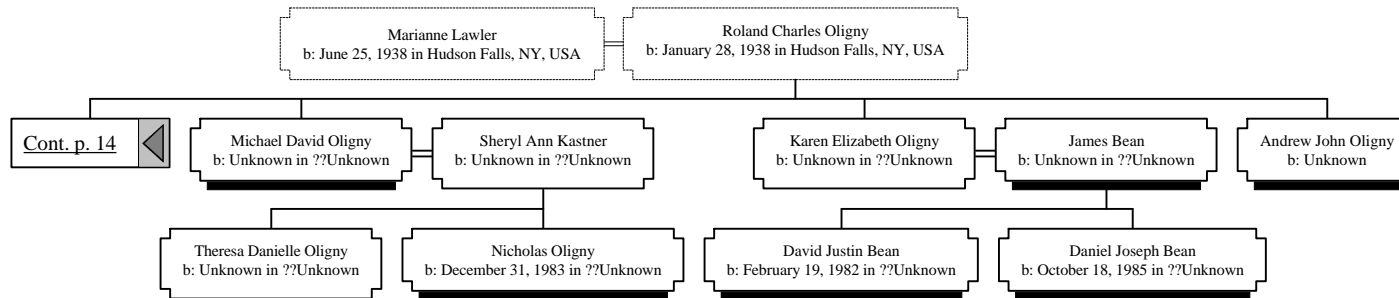 Marianne Lawler
b: June 25, 1938 in Hudson Falls, NY, USA
Roland Charles Oligny
b: January 28, 1938 in Hudson Falls, NY, USA
Cont. p. 14
Michael David Oligny
b: Unknown in ??Unknown
Sheryl Ann Kastner
b: Unknown in ??Unknown
Karen Elizabeth Oligny
b: Unknown in ??Unknown
James Bean
b: Unknown in ??Unknown
Andrew John Oligny
b: Unknown
Theresa Danielle Oligny
b: Unknown in ??Unknown
Nicholas Oligny
b: December 31, 1983 in ??Unknown
David Justin Bean
b: February 19, 1982 in ??Unknown
Daniel Joseph Bean
b: October 18, 1985 in ??Unknown